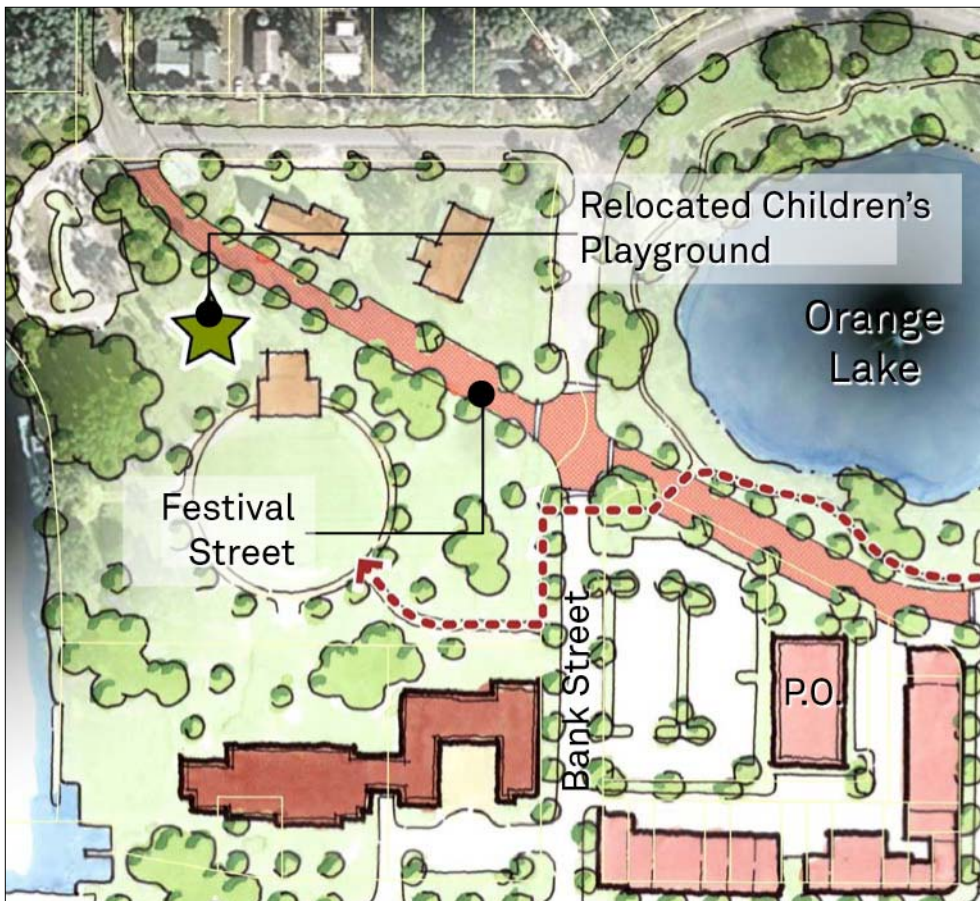 Relocated Children's
Playground
Orange
Lake
Festival
Street
Bank Street
P.O.